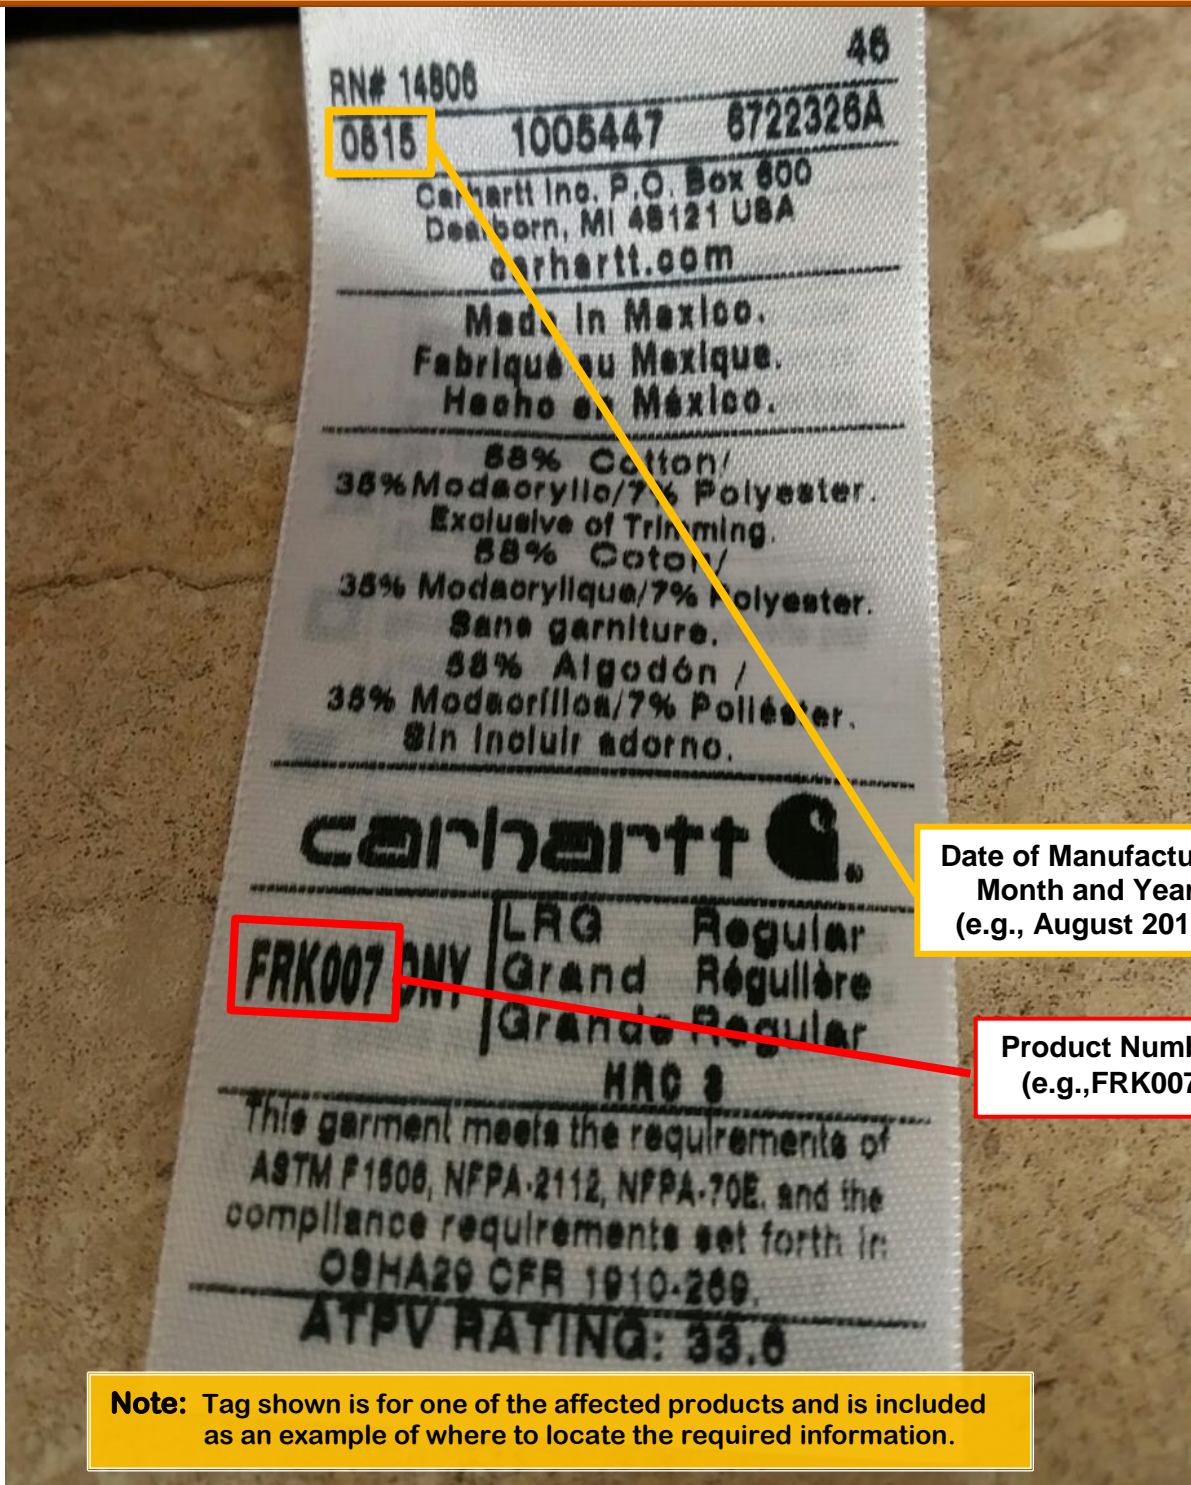 46
RN# 14806
0815 1005447 6722326A
Carhartt Inc. P.O. Box 600
Dearborn, MI 48121 USA
carhartt.com
Made in Mexico.
Fabriqué au Mexique.
Hecho en México.
58% Cotton/
35%Modacrylic/7% Polyester.
Exclusive of Trimming.
58% Coton/
35% Modacrylique/7% Polyester.
Sans garniture.
58% Algodón /
35% Modacrílica/7% Poliéster.
Sin incluir adorno.
carhartt
FRK007 DNY
LRG Regular
Grand Régulière
Grande Regular
HRC 3
This garment meets the requirements of
ASTM F1506, NFPA-2112, NFPA-70E, and the
compliance requirements set forth in
OSHA29 CFR 1910-269.
ATPV RATING: 33.6
Date of Manufactu
Month and Year
(e.g., August 201
Product Numb
(e.g.,FRK007
Note: Tag shown is for one of the affected products and is included
as an example of where to locate the required information.